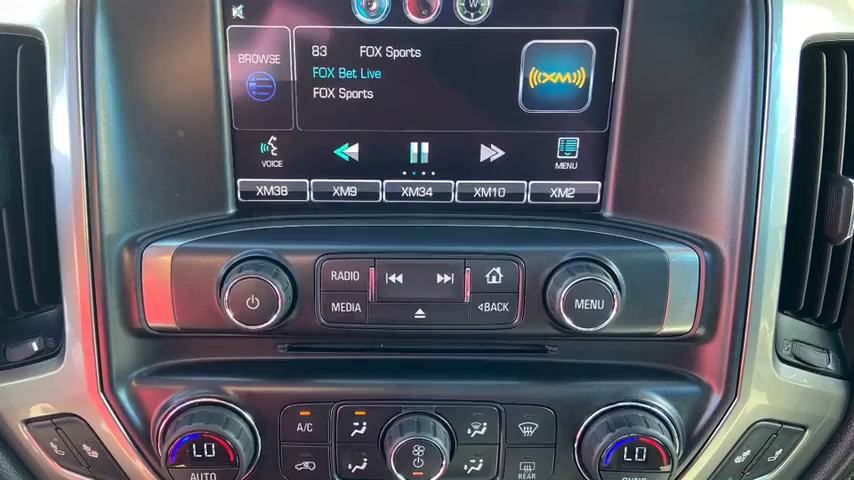 W
BROWSE
83 FOX Sports
FOX Bet Live
FOX Sports
XM
VOICE
MENU
XM38 XM9 XM34 XM10 XM2
RADIO
MEDIA
BACK
MENU
A/C
LO
AUTO
REAR
LO
SYNC